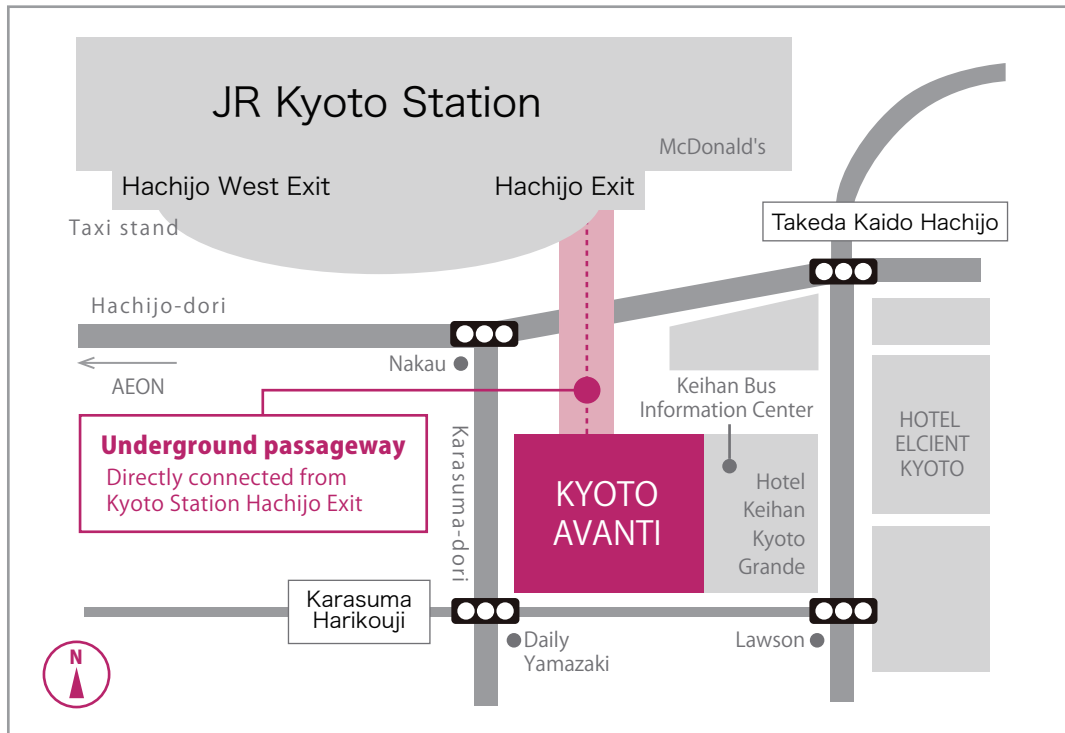 JR Kyoto Station
McDonald's
Hachijo West Exit
Hachijo Exit
Taxi stand
Takeda Kaido Hachijo
Hachijo-dori
Nakau
AEON
Keihan Bus
Information Center
Underground passageway
Directly connected from
Kyoto Station Hachijo Exit
Karasuma-dori
KYOTO
AVANTI
Hotel
Keihan
Kyoto
Grande
HOTEL
ELCIENT
KYOTO
Karasuma
Harikouji
Daily
Yamazaki
Lawson
N